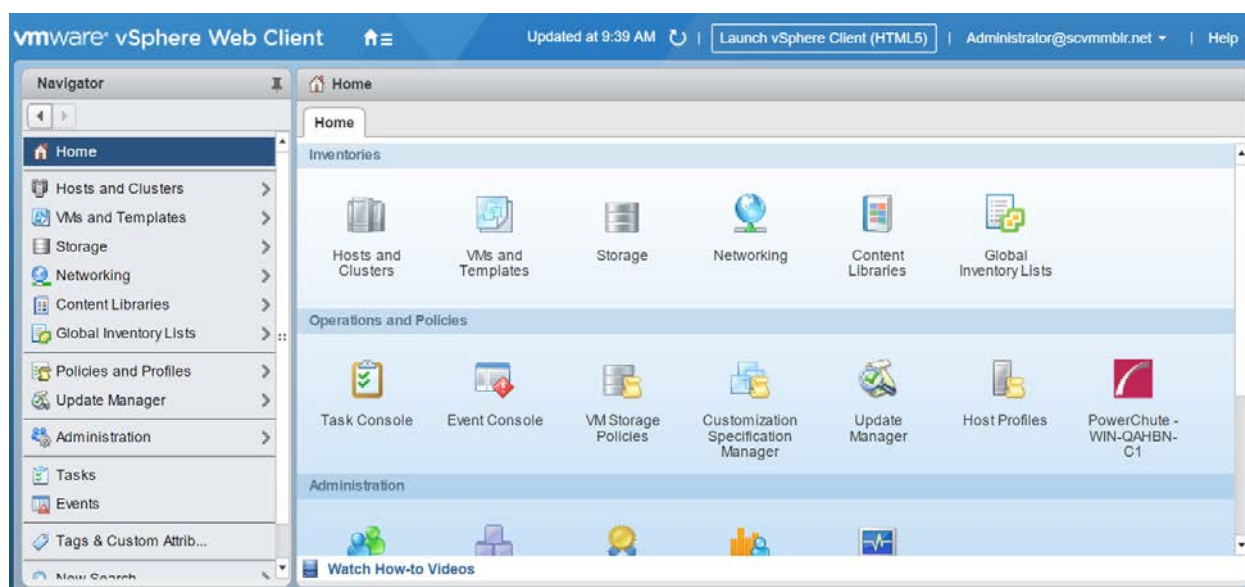 vmware® vSphere Web Client Updated at 9:39 AM | Launch vSphere Client (HTML5) | Administrator@scvmmblr.net | Help
Navigator
Home
Hosts and Clusters
VMs and Templates
Storage
Networking
Content Libraries
Global Inventory Lists
Policies and Profiles
Update Manager
Administration
Tasks
Events
Tags & Custom Attrib...
New Search
Home
Home
Inventories
Hosts and
Clusters
VMs and
Templates
Storage
Networking
Content
Libraries
Global
Inventory Lists
Operations and Policies
Task Console
Event Console
VM Storage
Policies
Customization
Specification
Manager
Update
Manager
Host Profiles
PowerChute -
WIN-QAHBN-
C1
Administration
Watch How-to Videos